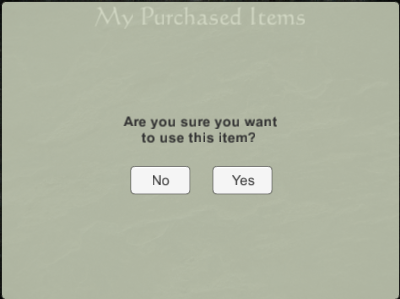 My Purchased Items
Are you sure you want
to use this item?
No Yes